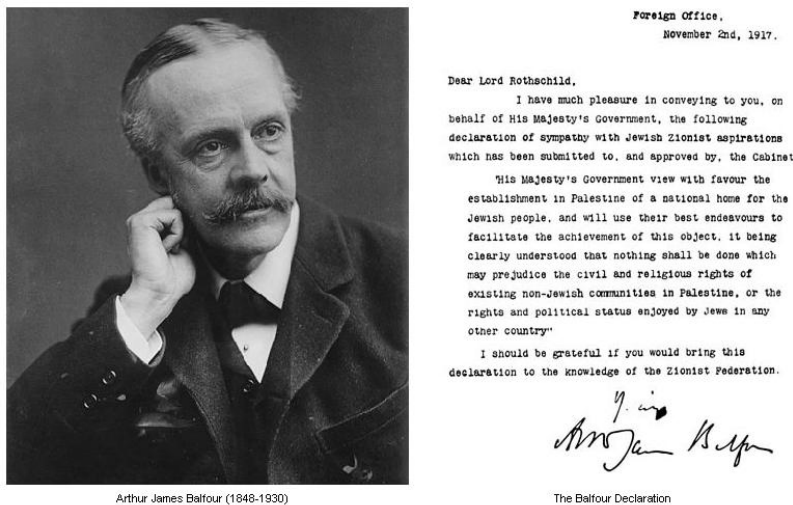 Foreign Office,
November 2nd, 1917.
Dear Lord Rothschild,
I have much pleasure in conveying to you, on
behalf of His Majesty's Government, the following
declaration of sympathy with Jewish Zionist aspirations
which has been submitted to, and approved by, the Cabinet
"His Majesty's Government view with favour the
establishment in Palestine of a national home for the
Jewish people, and will use their best endeavours to
facilitate the achievement of this object, it being
clearly understood that nothing shall be done which
may prejudice the civil and religious rights of
existing non-Jewish communities in Palestine, or the
rights and political status enjoyed by Jews in any
other country"
I should be grateful if you would bring this
declaration to the knowledge of the Zionist Federation.
Arthur James Balfour
Arthur James Balfour (1848-1930)
The Balfour Declaration